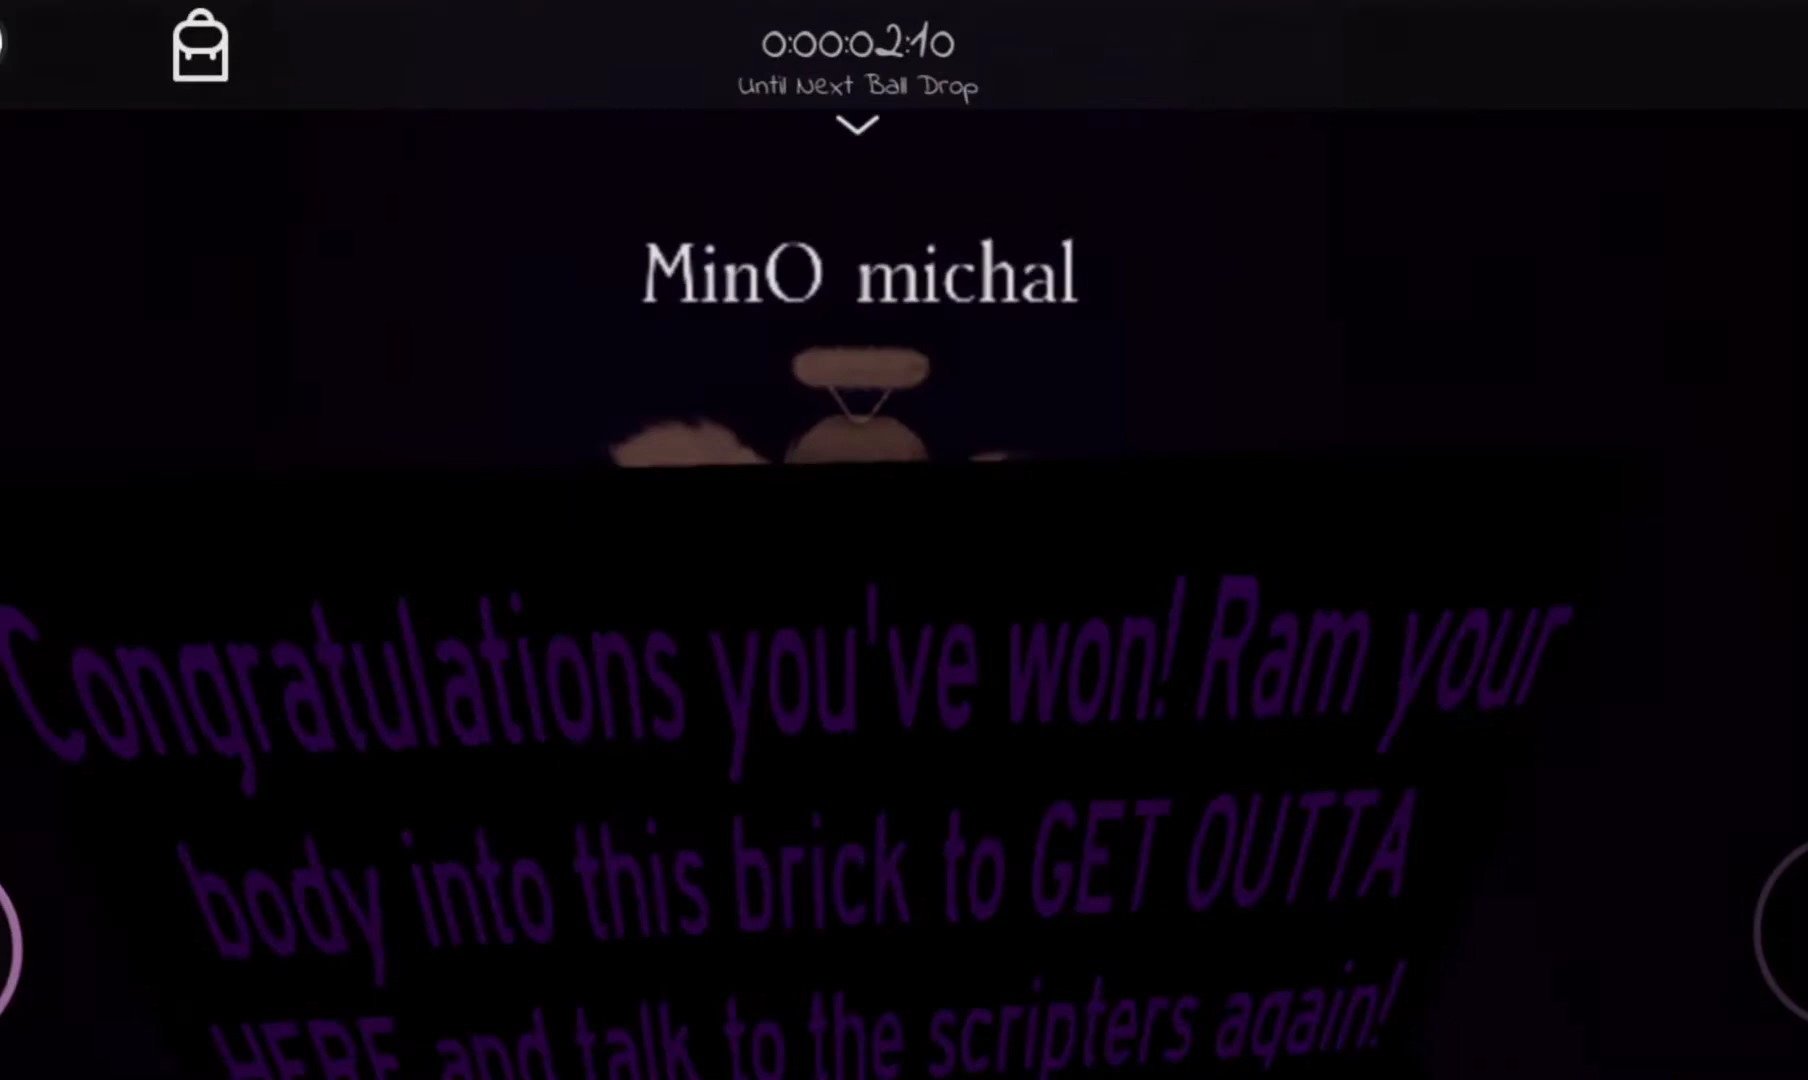 0:00:02:10
Until Next Ball Drop
MinO michal
Congratulations you've won! Ram your
body into this brick to GET OUTTA
HERE and talk to the scripters again!